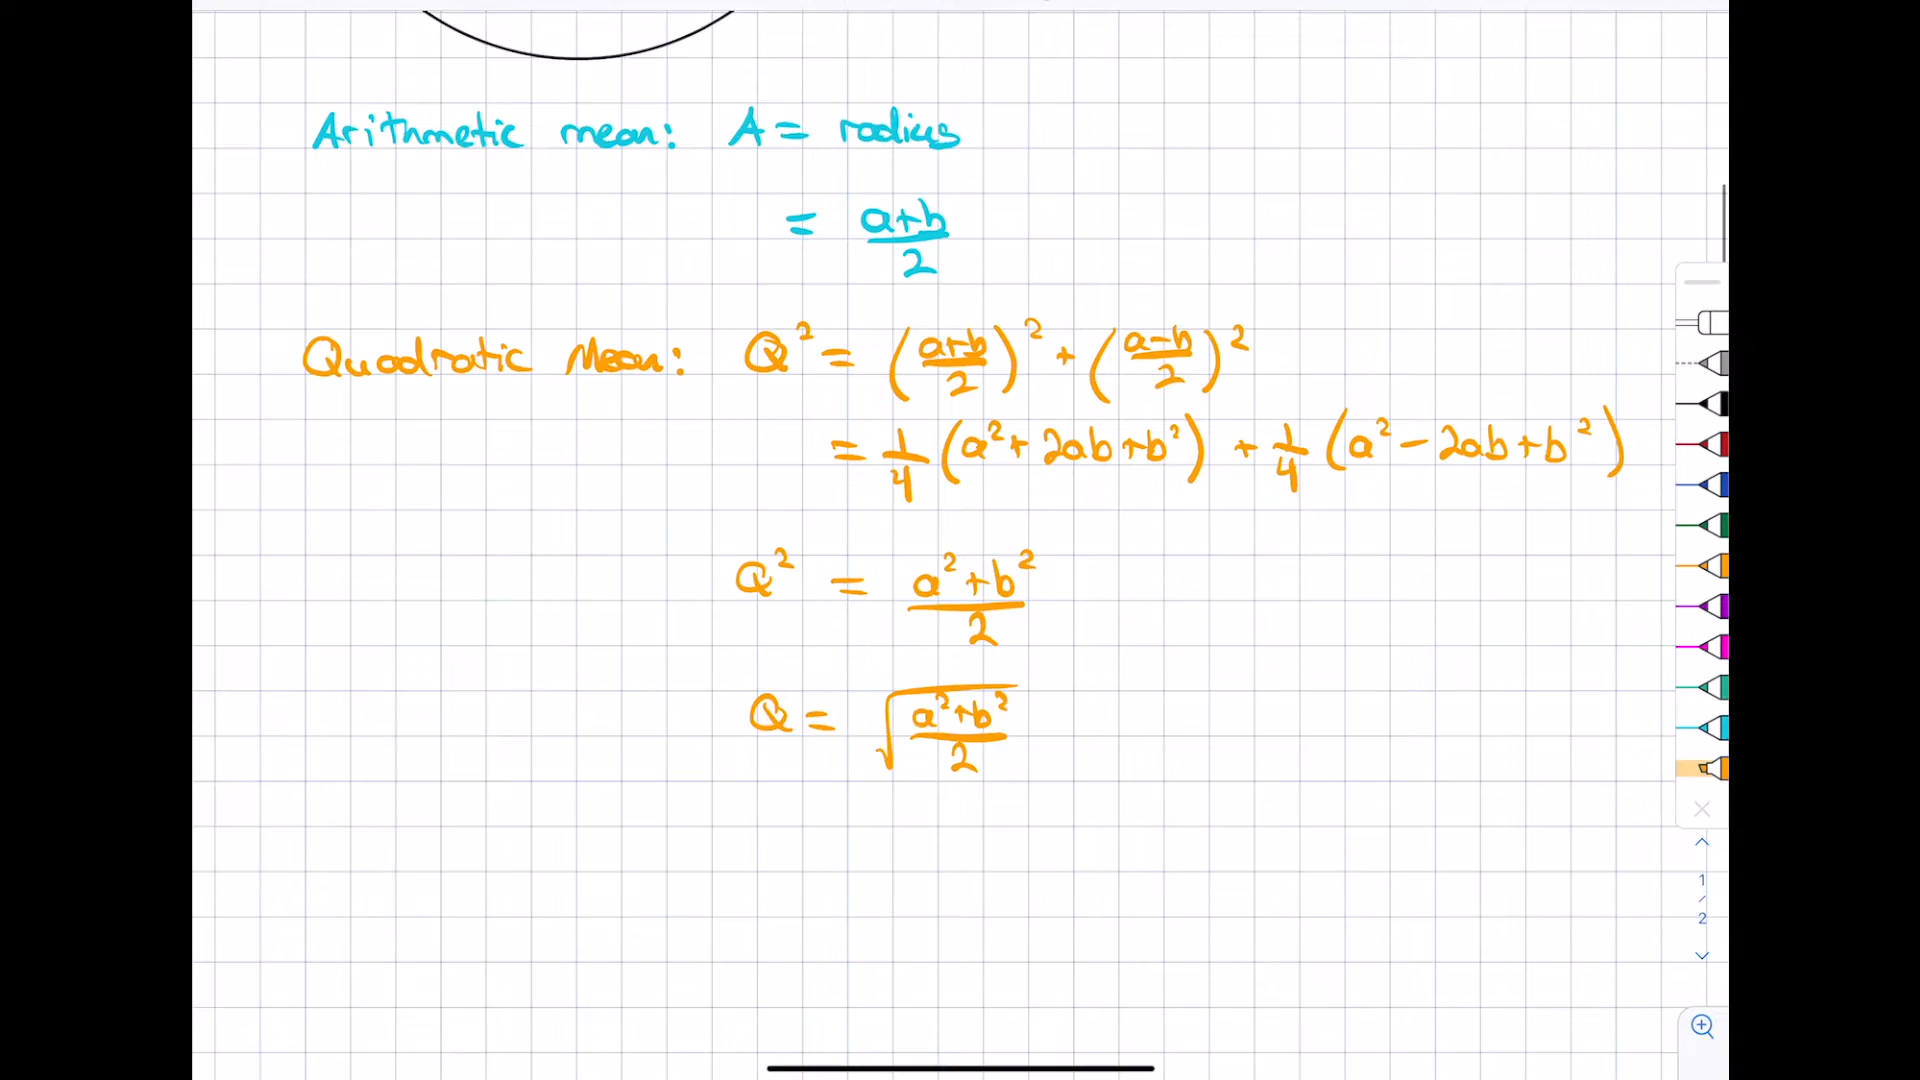 Arithmetic mean: A = radius
= a+b/2
Quadratic Mean: Q² = (a+b/2)² + (a-b/2)²
= 1/4 (a² + 2ab + b²) + 1/4 (a² - 2ab + b²)
Q² = a² + b²/2
Q = √(a² + b²/2)
1
/
2